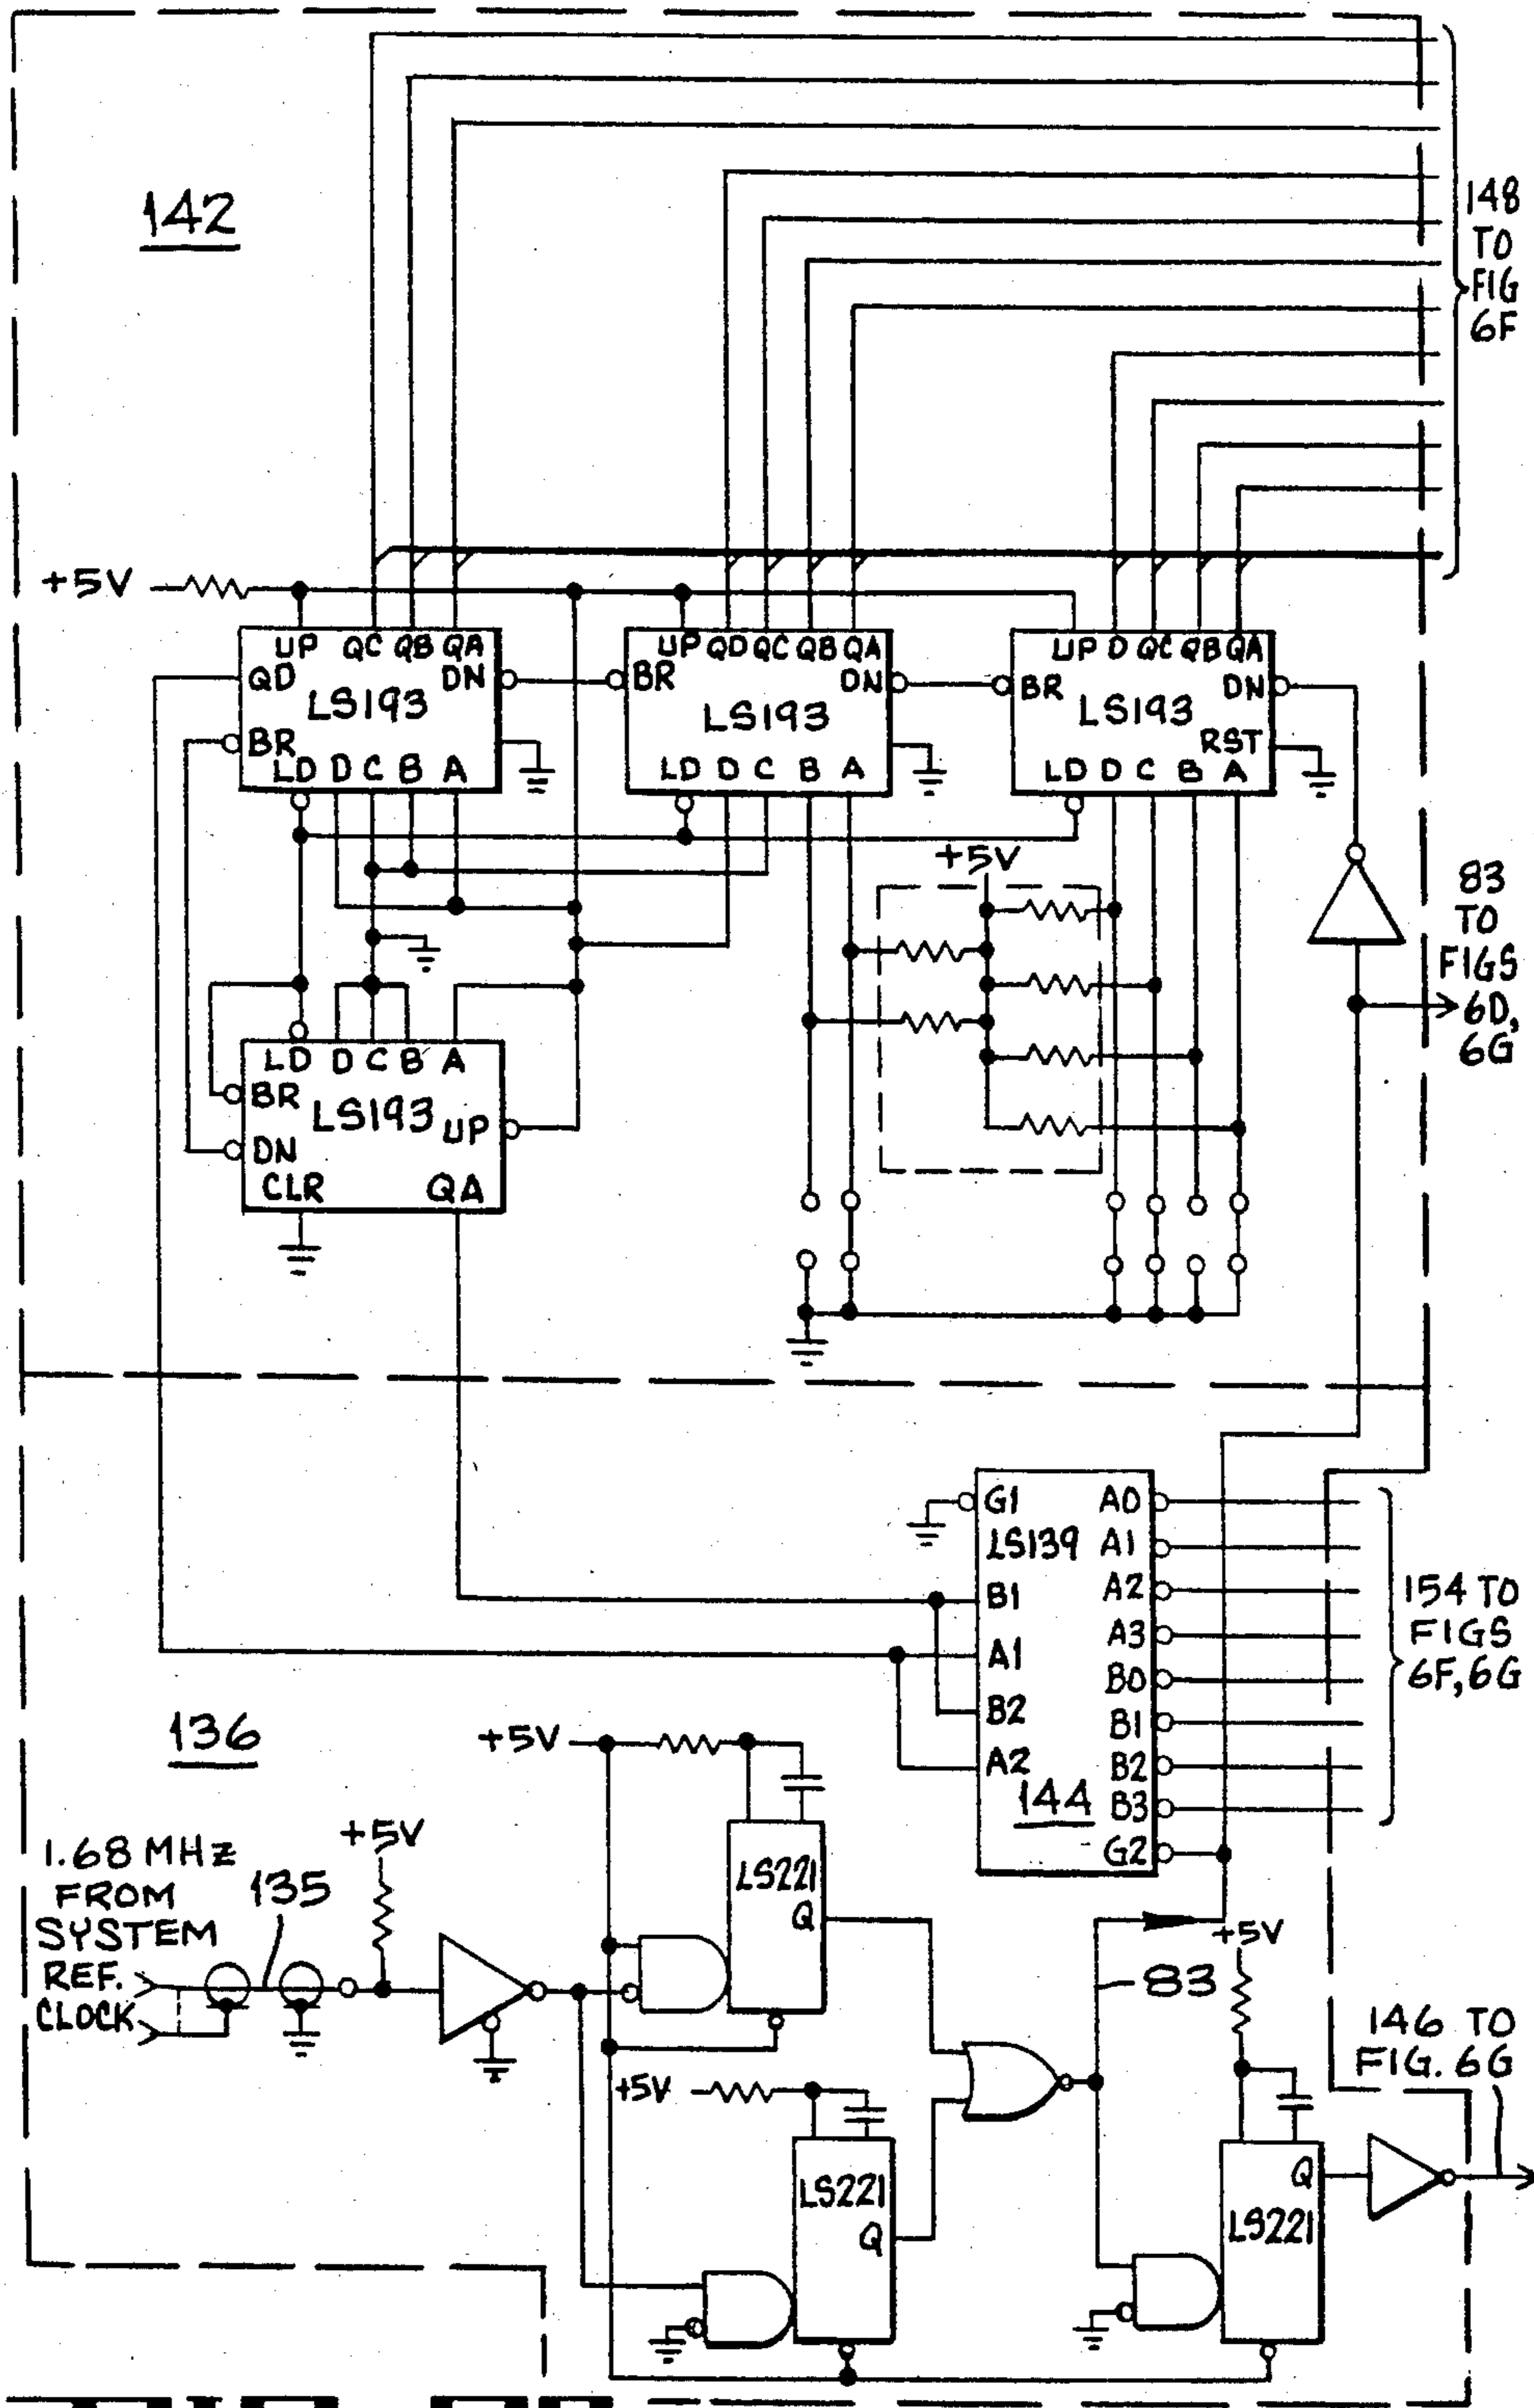 142
148
TO
FIG
6F
+5V
UP QC QB QA
QD DN
LS193
BR
LD D C B A
UP QD QC QB QA
BR DN
LS193
LD D C B A
UP D QC QB QA
BR DN
LS193
RST
LD D C B A
+5V
83
TO
FIGS
6D,
6G
LD D C B A
BR
LS193 UP
DN
CLR QA
G1 A0
LS139 A1
B1 A2
A1 A3
B0
B2 B1
A2 B2
144 B3
G2
154 TO
FIGS
6F, 6G
136
+5V
LS221
Q
1.68 MHz
FROM
SYSTEM
REF.
CLOCK
135
+5V
83
+5V
+5V
LS221
Q
146 TO
FIG. 6G
Q
LS221